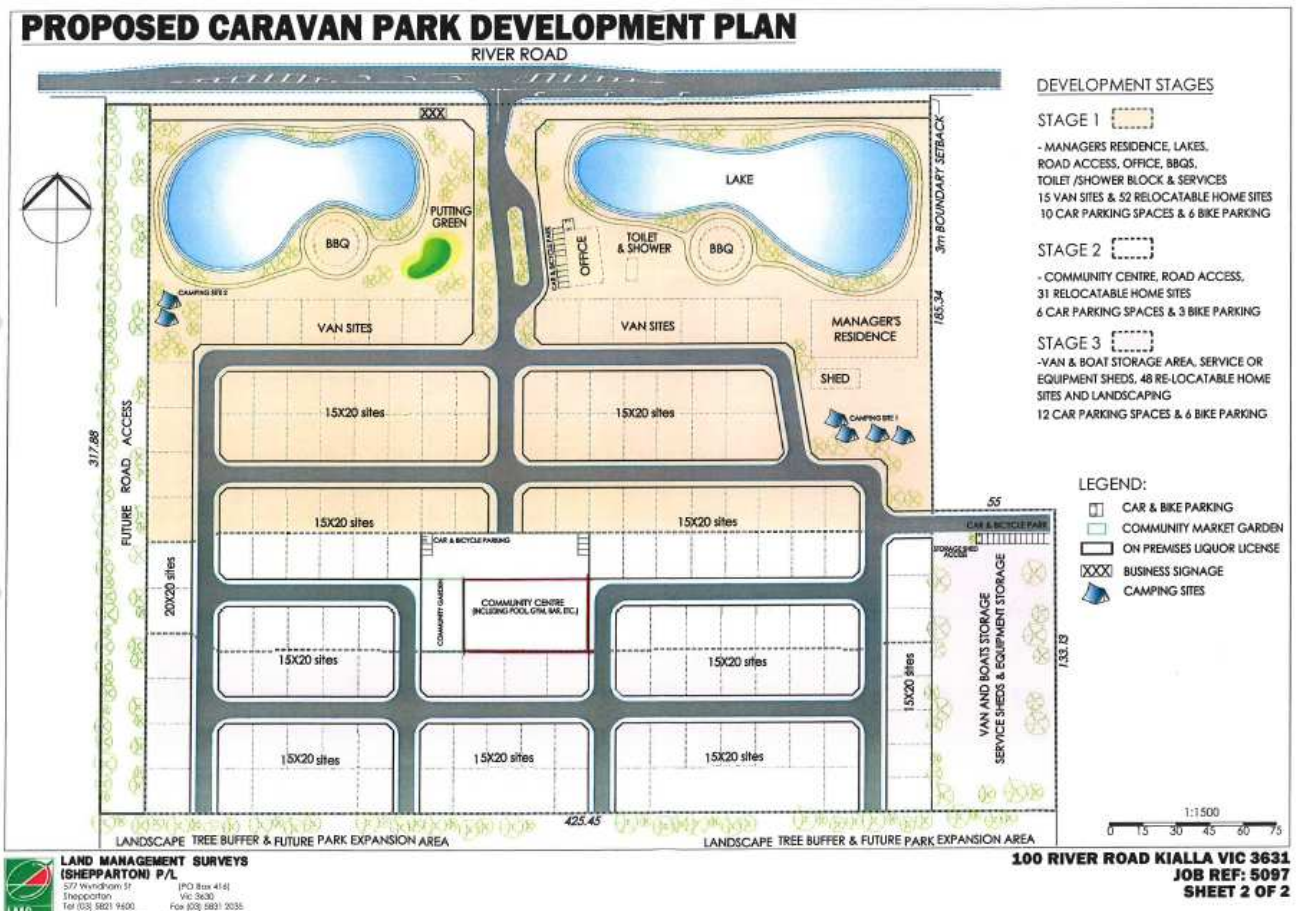 PROPOSED CARAVAN PARK DEVELOPMENT PLAN
RIVER ROAD
XXX
LAKE
PUTTING
GREEN
BBQ
CAR & BICYCLE PARK
OFFICE
TOILET
& SHOWER
BBQ
3m BOUNDARY SETBACK
185.34
CAMPING SITE 2
VAN SITES
VAN SITES
MANAGER'S
RESIDENCE
SHED
CAMPING SITE 1
15X20 sites
15X20 sites
317.88
FUTURE ROAD ACCESS
15X20 sites
15X20 sites
55
CAR & BICYCLE PARK
STORAGE SHED
ACCESS
CAR & BICYCLE PARKING
20X20 sites
COMMUNITY GARDEN
COMMUNITY CENTRE
(INCLUDING POOL, GYM, BAR, ETC.)
15X20 sites
15X20 sites
15X20 sites
VAN AND BOATS STORAGE
SERVICE SHEDS & EQUIPMENT STORAGE
133.13
15X20 sites
15X20 sites
15X20 sites
425.45
LANDSCAPE TREE BUFFER & FUTURE PARK EXPANSION AREA
LANDSCAPE TREE BUFFER & FUTURE PARK EXPANSION AREA
DEVELOPMENT STAGES
STAGE 1
- MANAGERS RESIDENCE, LAKES,
ROAD ACCESS, OFFICE, BBQS,
TOILET /SHOWER BLOCK & SERVICES
15 VAN SITES & 52 RELOCATABLE HOME SITES
10 CAR PARKING SPACES & 6 BIKE PARKING
STAGE 2
- COMMUNITY CENTRE, ROAD ACCESS,
31 RELOCATABLE HOME SITES
6 CAR PARKING SPACES & 3 BIKE PARKING
STAGE 3
-VAN & BOAT STORAGE AREA, SERVICE OR
EQUIPMENT SHEDS, 48 RE-LOCATABLE HOME
SITES AND LANDSCAPING
12 CAR PARKING SPACES & 6 BIKE PARKING
LEGEND:
CAR & BIKE PARKING
COMMUNITY MARKET GARDEN
ON PREMISES LIQUOR LICENSE
XXX BUSINESS SIGNAGE
CAMPING SITES
1:1500
0 15 30 45 60 75
LAND MANAGEMENT SURVEYS
(SHEPPARTON) P/L
577 Wyndham St (PO Box 416)
Shepparton Vic 3630
Tel (03) 5821 9600 Fax (03) 5831 2035
100 RIVER ROAD KIALLA VIC 3631
JOB REF: 5097
SHEET 2 OF 2